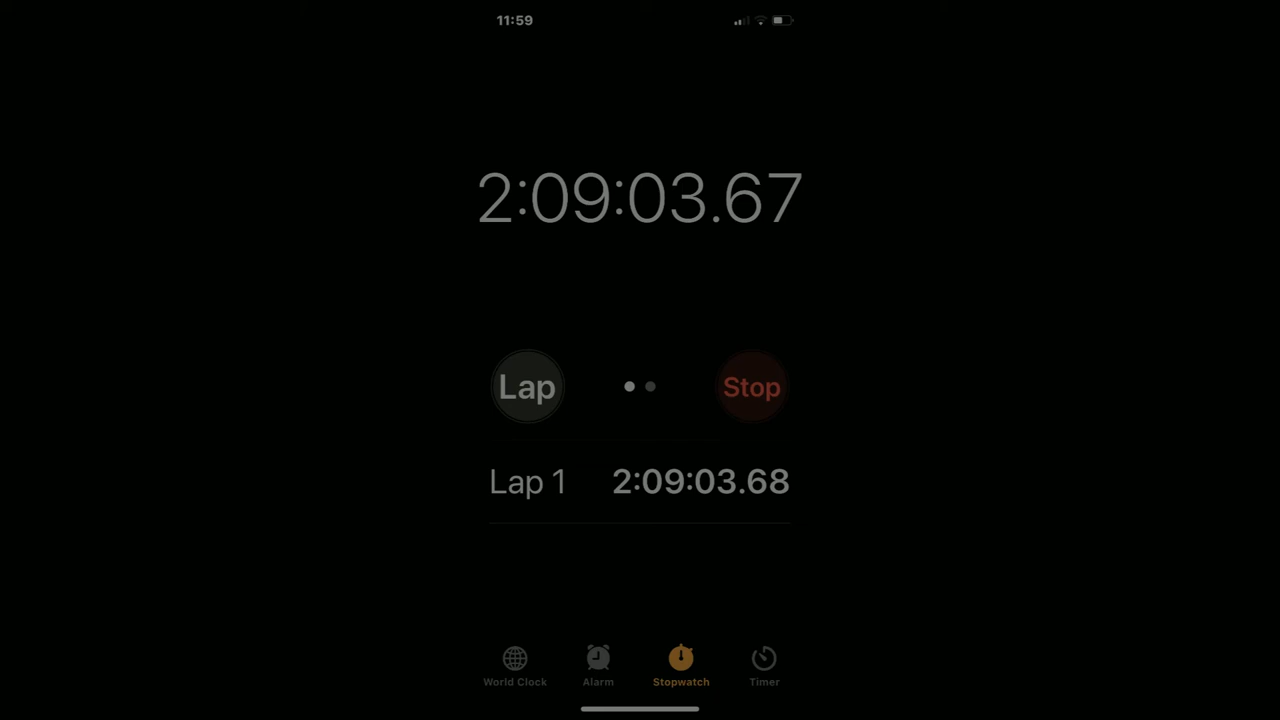 11:59
2:09:03.67
Lap
Stop
Lap 1 2:09:03.68
World Clock Alarm Stopwatch Timer